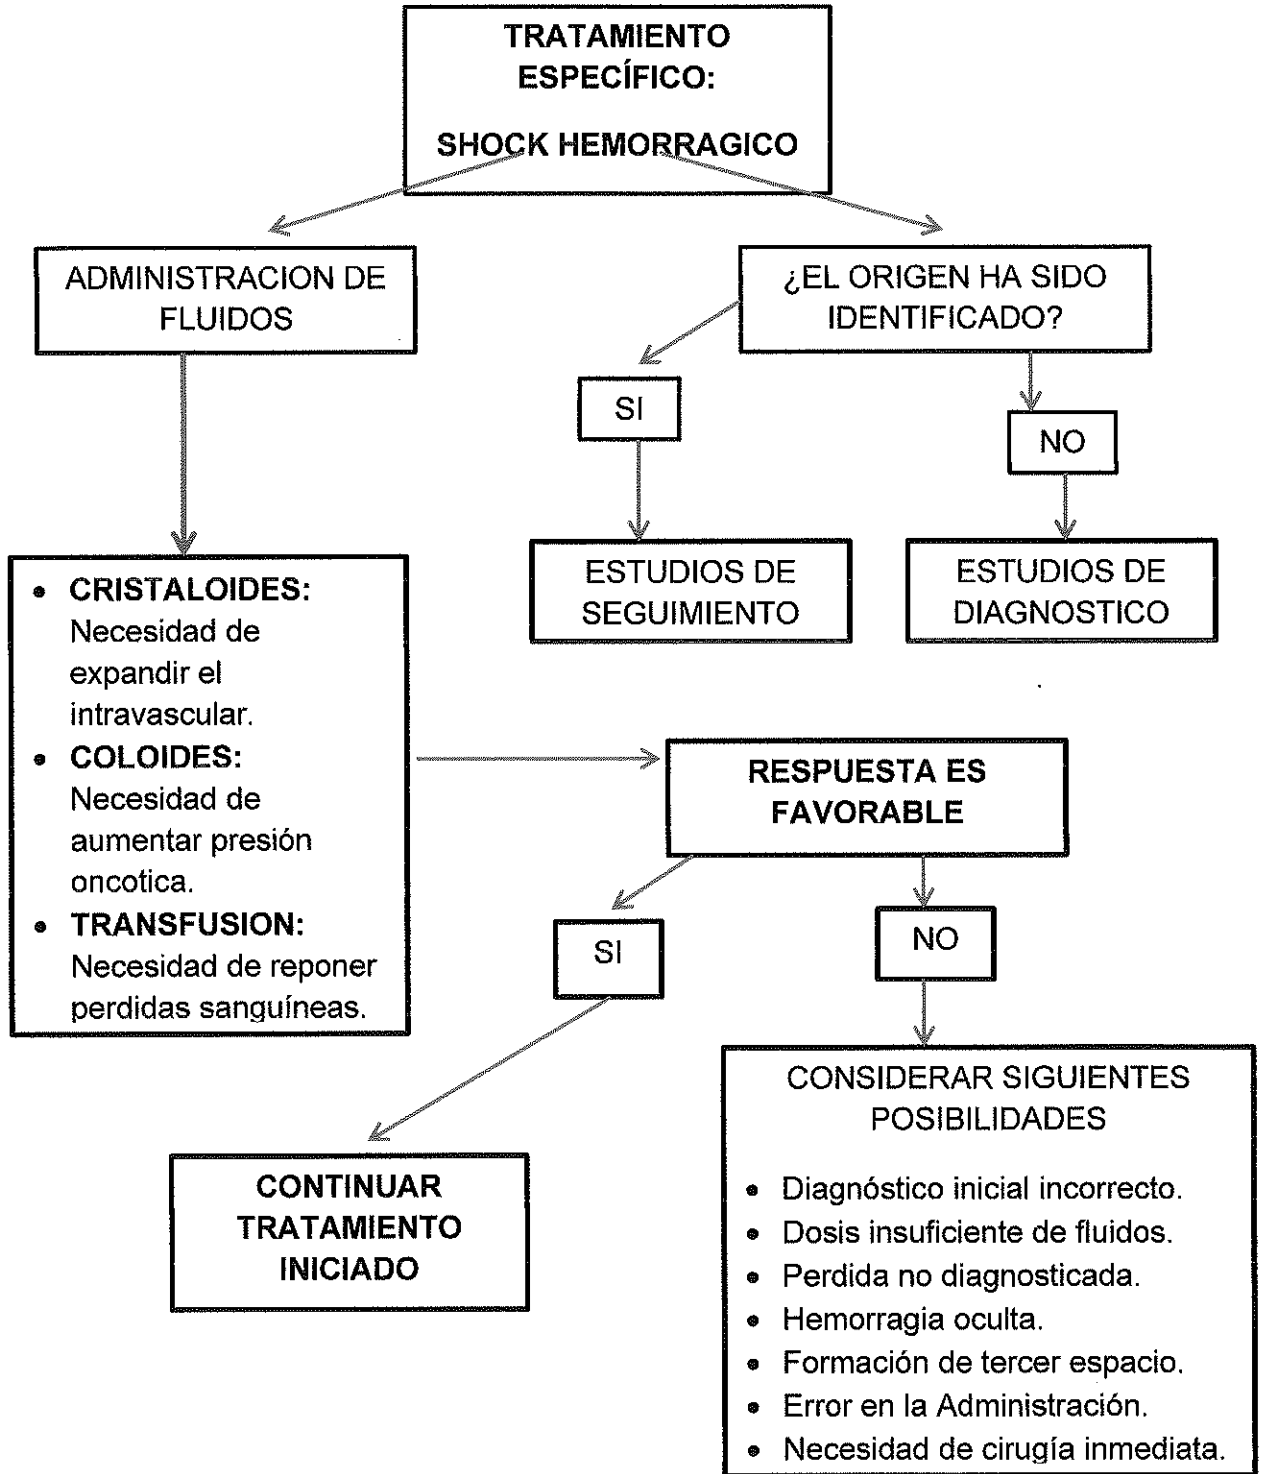 TRATAMIENTO
ESPECÍFICO:
SHOCK HEMORRAGICO
ADMINISTRACION DE
FLUIDOS
¿EL ORIGEN HA SIDO
IDENTIFICADO?
SI
NO
ESTUDIOS DE
SEGUIMIENTO
ESTUDIOS DE
DIAGNOSTICO
• CRISTALOIDES:
Necesidad de
expandir el
intravascular.
• COLOIDES:
Necesidad de
aumentar presión
oncotica.
• TRANSFUSION:
Necesidad de reponer
perdidas sanguíneas.
RESPUESTA ES
FAVORABLE
SI
NO
CONTINUAR
TRATAMIENTO
INICIADO
CONSIDERAR SIGUIENTES
POSIBILIDADES
• Diagnóstico inicial incorrecto.
• Dosis insuficiente de fluidos.
• Perdida no diagnosticada.
• Hemorragia oculta.
• Formación de tercer espacio.
• Error en la Administración.
• Necesidad de cirugía inmediata.